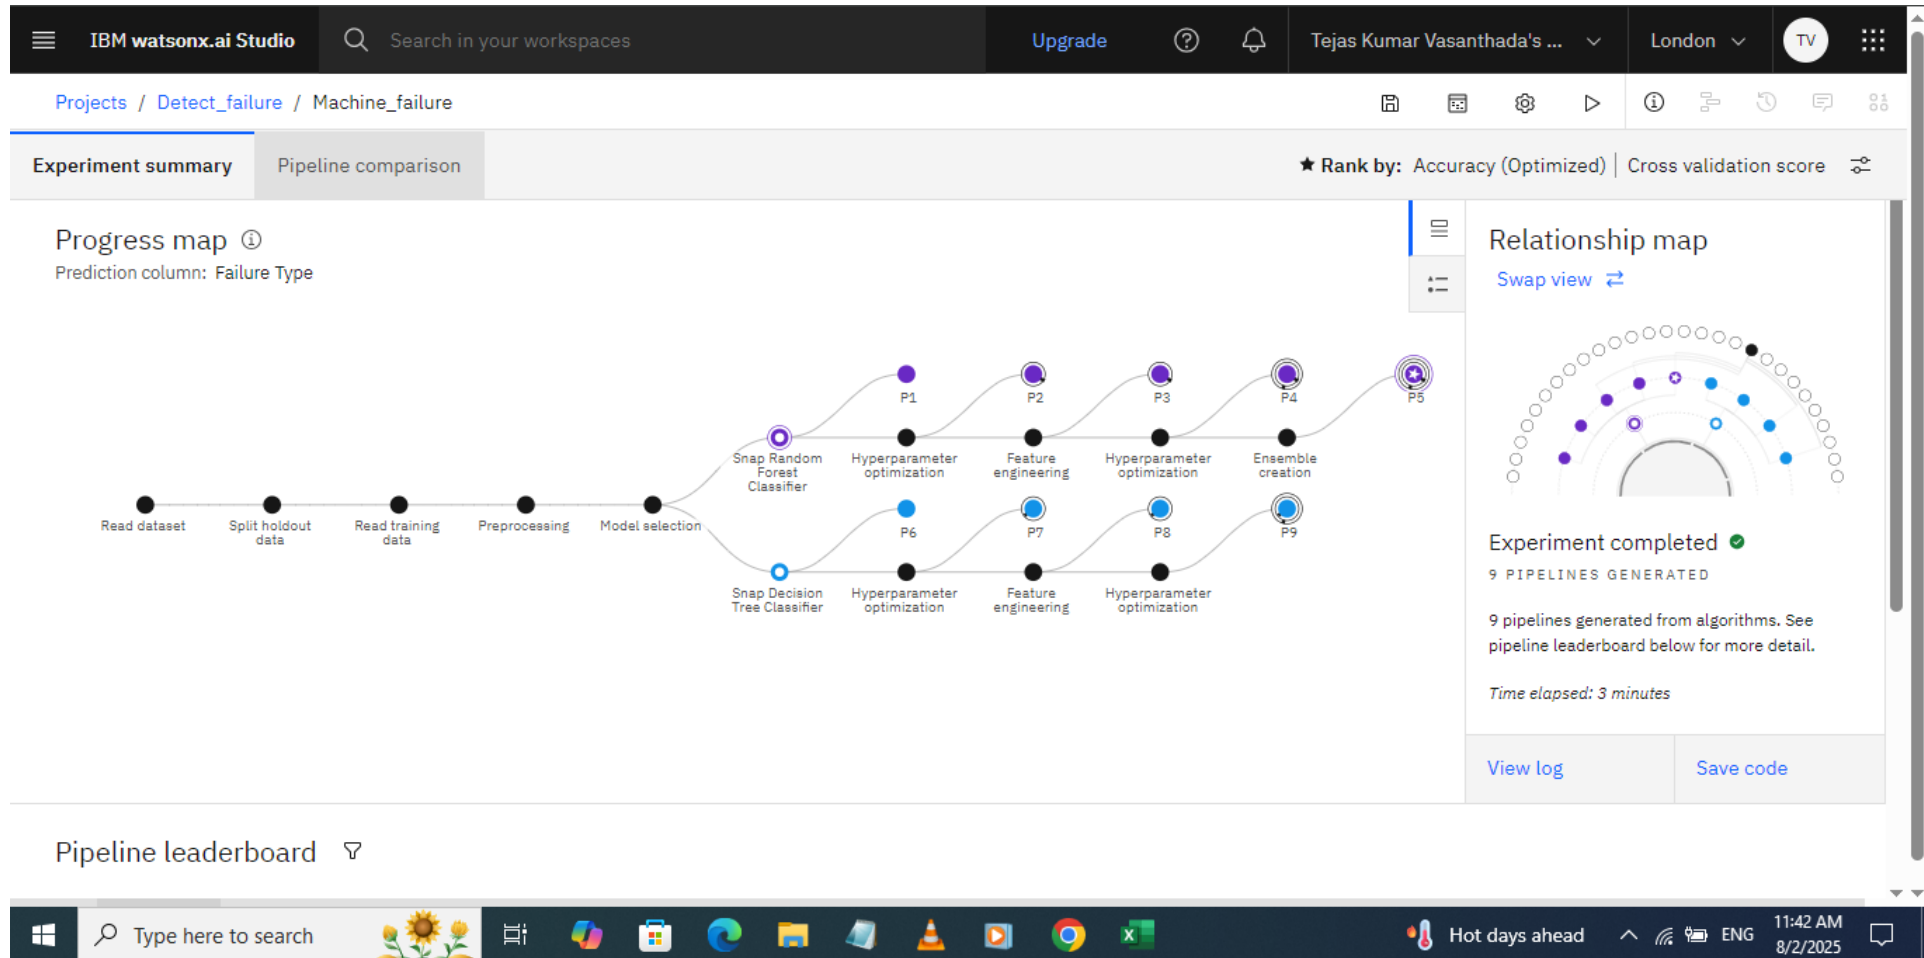 IBM watsonx.ai Studio
Search in your workspaces
Upgrade
Tejas Kumar Vasanthada's ...
London
TV
Projects / Detect_failure / Machine_failure
Experiment summary
Pipeline comparison
Rank by: Accuracy (Optimized) | Cross validation score
Progress map
Prediction column: Failure Type
P1
P2
P3
P4
P5
Snap Random
Forest
Classifier
Hyperparameter
optimization
Feature
engineering
Hyperparameter
optimization
Ensemble
creation
Read dataset
Split holdout
data
Read training
data
Preprocessing
Model selection
P6
P7
P8
P9
Snap Decision
Tree Classifier
Hyperparameter
optimization
Feature
engineering
Hyperparameter
optimization
Relationship map
Swap view
Experiment completed
9 PIPELINES GENERATED
9 pipelines generated from algorithms. See
pipeline leaderboard below for more detail.
Time elapsed: 3 minutes
View log
Save code
Pipeline leaderboard
Type here to search
Hot days ahead
ENG
11:42 AM
8/2/2025